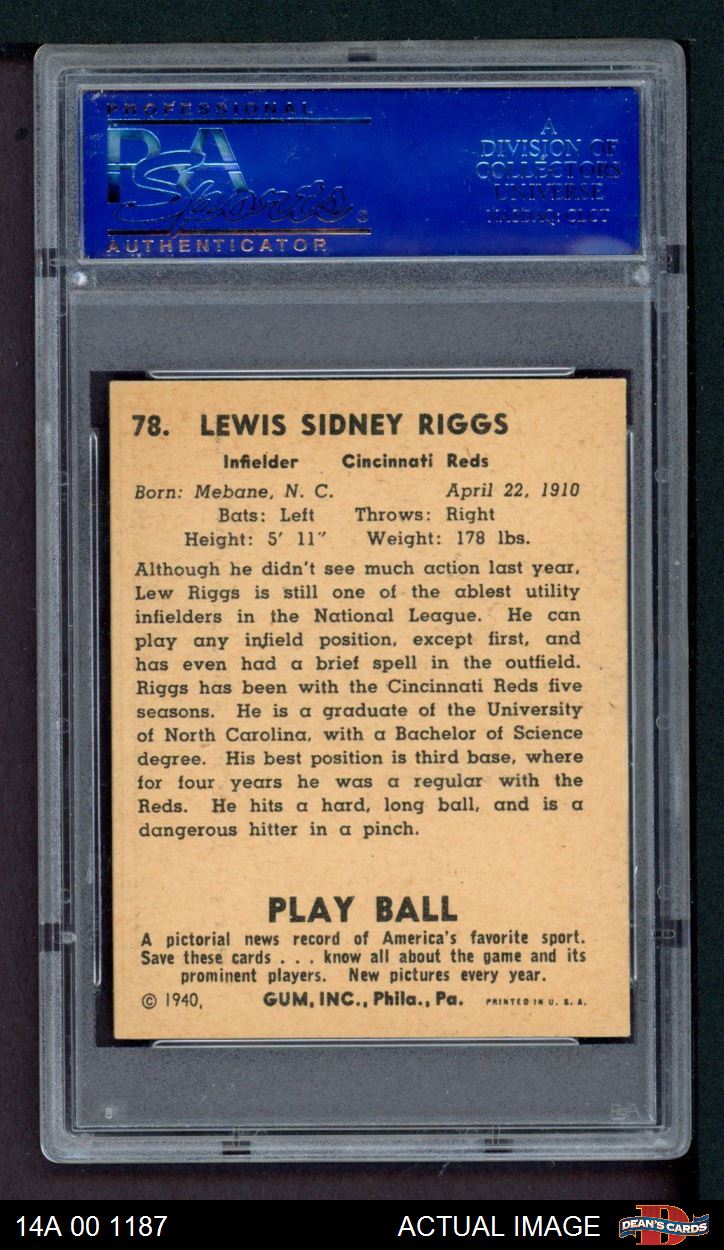 PROFESSIONAL
PSA
Sports
AUTHENTICATOR
A
DIVISION OF
COLLECTORS
UNIVERSE
NASDAQ: CLCT
78. LEWIS SIDNEY RIGGS
Infielder Cincinnati Reds
Born: Mebane, N. C. April 22, 1910
Bats: Left Throws: Right
Height: 5' 11" Weight: 178 lbs.
Although he didn't see much action last year,
Lew Riggs is still one of the ablest utility
infielders in the National League. He can
play any infield position, except first, and
has even had a brief spell in the outfield.
Riggs has been with the Cincinnati Reds five
seasons. He is a graduate of the University
of North Carolina, with a Bachelor of Science
degree. His best position is third base, where
for four years he was a regular with the
Reds. He hits a hard, long ball, and is a
dangerous hitter in a pinch.
PLAY BALL
A pictorial news record of America's favorite sport.
Save these cards . . . know all about the game and its
prominent players. New pictures every year.
© 1940, GUM, INC., Phila., Pa. PRINTED IN U. S. A.
14A 00 1187 ACTUAL IMAGE DEAN'S CARDS